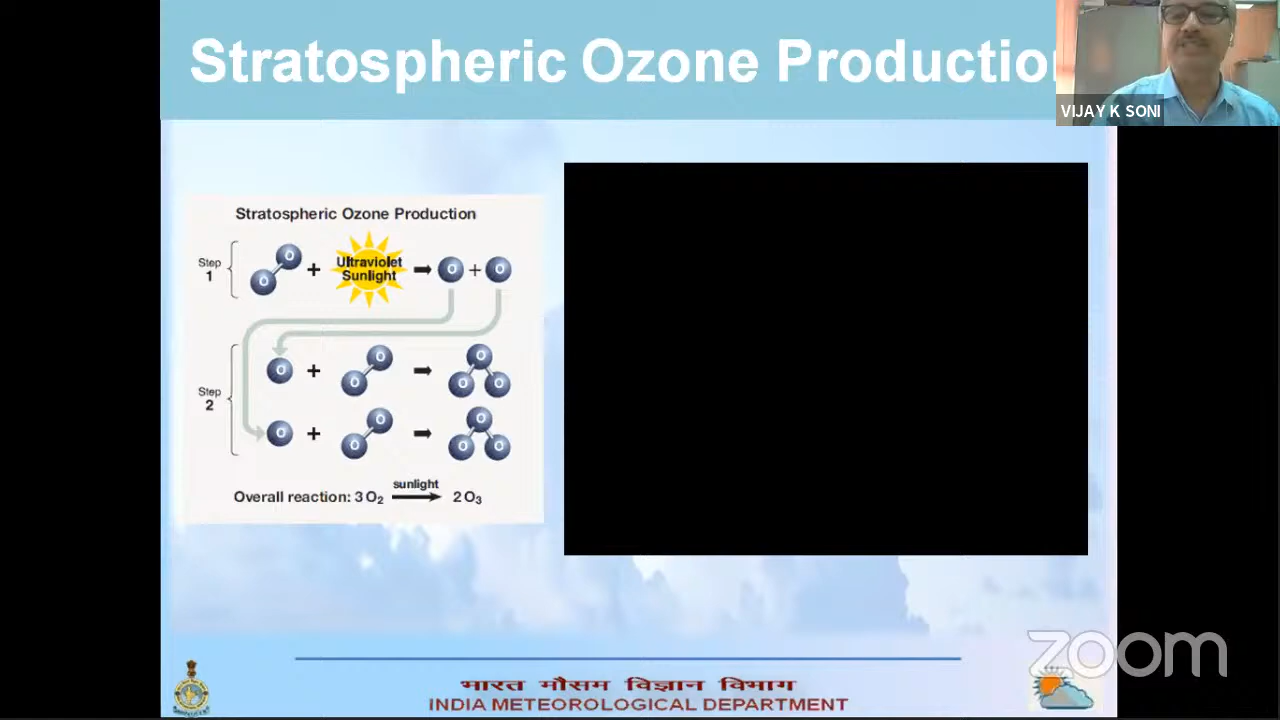 Stratospheric Ozone Production
VIJAY K SONI
Stratospheric Ozone Production
Step
1
O
O
+
Ultraviolet
Sunlight
O
+
O
Step
2
O
+
O
O
O
O
O
O
+
O
O
O
O
O
sunlight
Overall reaction: 3 O₂ 2 O₃
zoom
भारत मौसम विज्ञान विभाग
INDIA METEOROLOGICAL DEPARTMENT